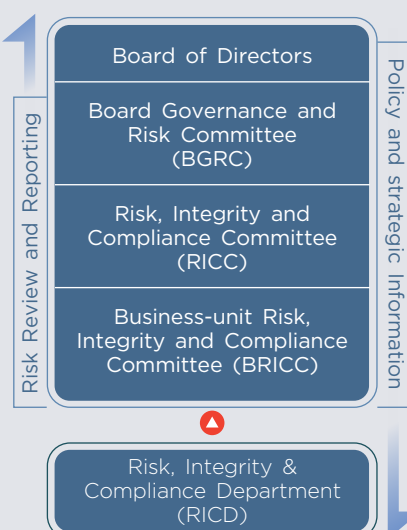 Board of Directors
Board Governance and
Risk Committee
(BGRC)
Risk, Integrity and
Compliance Committee
(RICC)
Business-unit Risk,
Integrity and Compliance
Committee (BRICC)
Risk, Integrity &
Compliance Department
(RICD)
Risk Review and Reporting
Policy and strategic Information